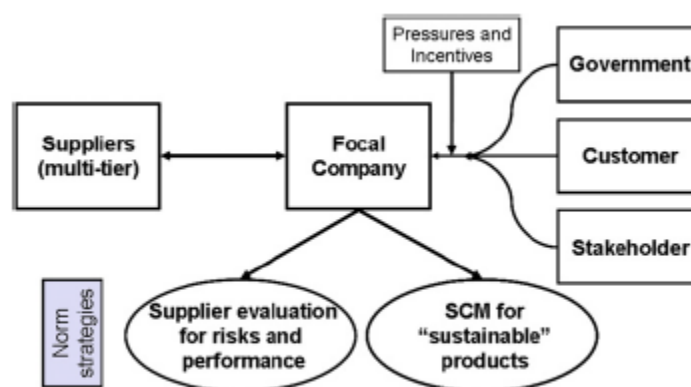 Pressures and
Incentives
Government
Suppliers
(multi-tier)
Focal
Company
Customer
Stakeholder
Norm
strategies
Supplier evaluation
for risks and
performance
SCM for
“sustainable”
products